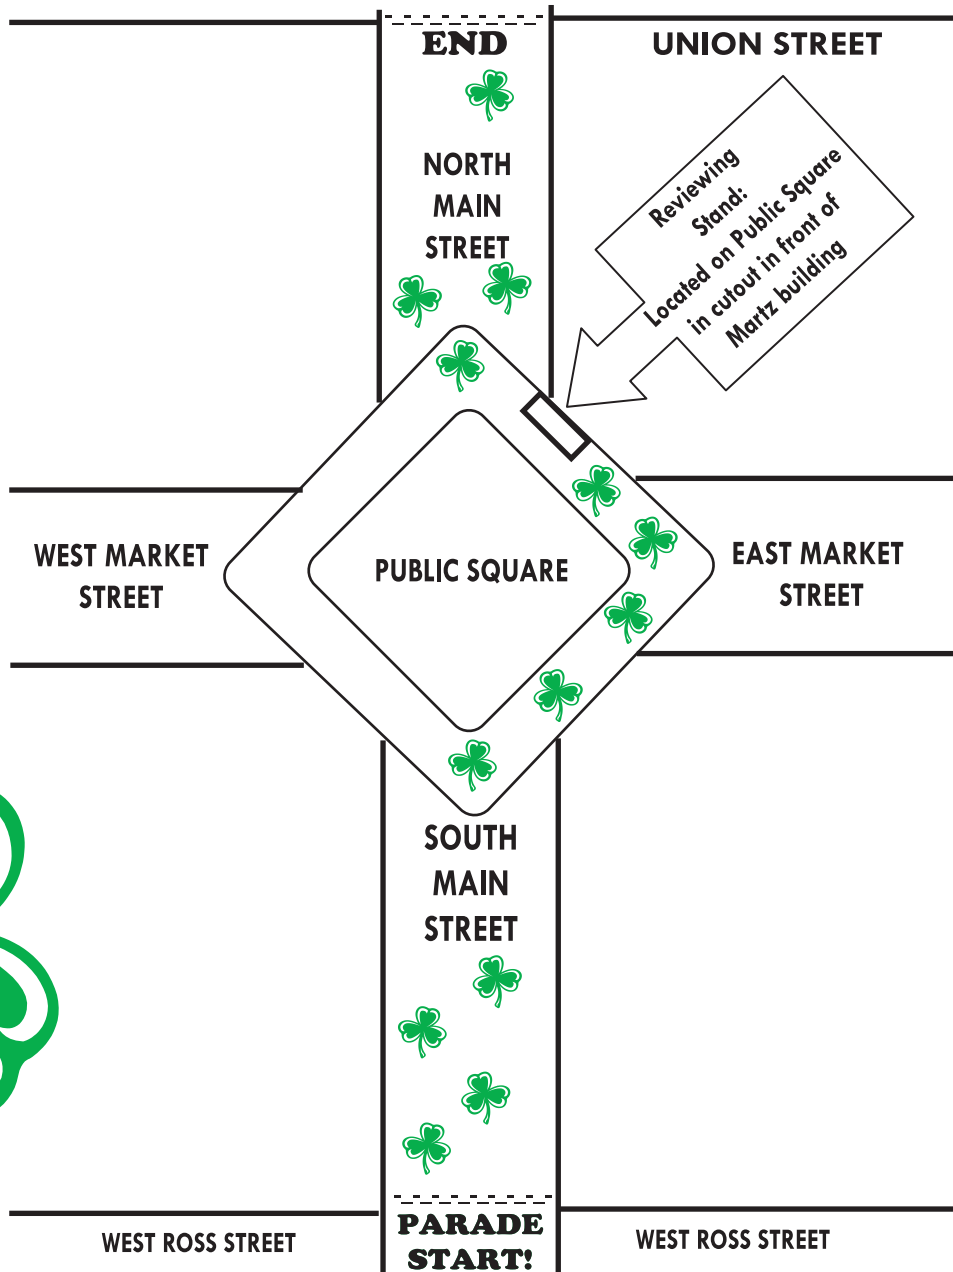 END
UNION STREET
NORTH
MAIN
STREET
Reviewing
Stand:
Located on Public Square
in cutout in front of
Martz building
WEST MARKET
STREET
PUBLIC SQUARE
EAST MARKET
STREET
SOUTH
MAIN
STREET
PARADE
START!
WEST ROSS STREET
WEST ROSS STREET